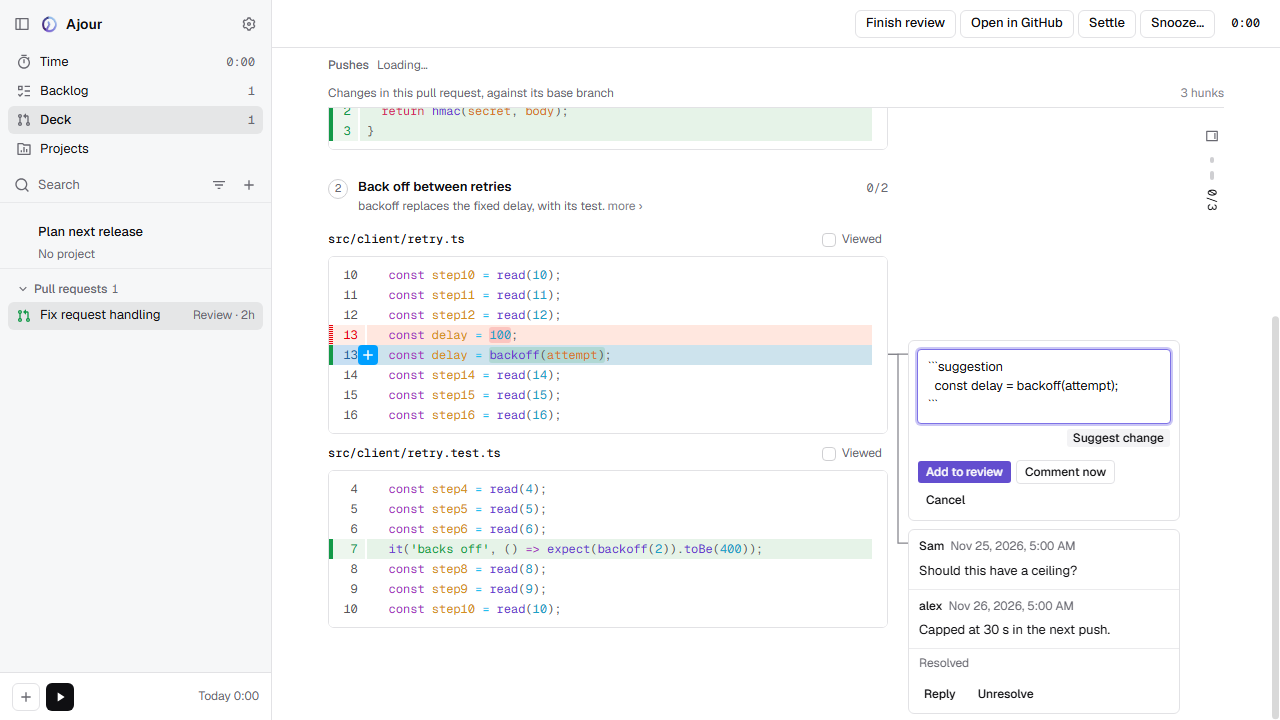 Ajour
Time 0:00
Backlog 1
Deck 1
Projects
Search
Plan next release
No project
Pull requests 1
Fix request handling Review · 2h
Today 0:00
Finish review
Open in GitHub
Settle
Snooze...
0:00
Pushes Loading...
Changes in this pull request, against its base branch 3 hunks
2 return hmac(secret, body);
3 }
2 Back off between retries 0/2
backoff replaces the fixed delay, with its test. more ›
src/client/retry.ts Viewed
10 const step10 = read(10);
11 const step11 = read(11);
12 const step12 = read(12);
13 const delay = 100;
13 const delay = backoff(attempt);
14 const step14 = read(14);
15 const step15 = read(15);
16 const step16 = read(16);
src/client/retry.test.ts Viewed
4 const step4 = read(4);
5 const step5 = read(5);
6 const step6 = read(6);
7 it('backs off', () => expect(backoff(2)).toBe(400));
8 const step8 = read(8);
9 const step9 = read(9);
10 const step10 = read(10);
0/3
```suggestion
const delay = backoff(attempt);
```
Suggest change
Add to review
Comment now
Cancel
Sam Nov 25, 2026, 5:00 AM
Should this have a ceiling?
alex Nov 26, 2026, 5:00 AM
Capped at 30 s in the next push.
Resolved
Reply
Unresolve